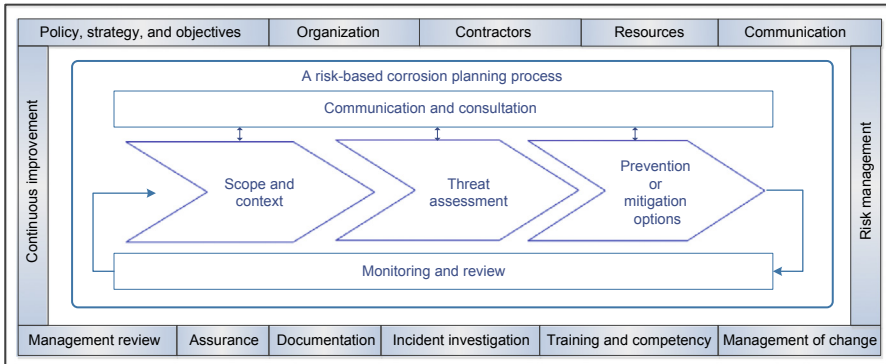 Policy, strategy, and objectives
Organization
Contractors
Resources
Communication
Continuous improvement
A risk-based corrosion planning process
Communication and consultation
Scope and
context
Threat
assessment
Prevention
or
mitigation
options
Monitoring and review
Risk management
Management review
Assurance
Documentation
Incident investigation
Training and competency
Management of change